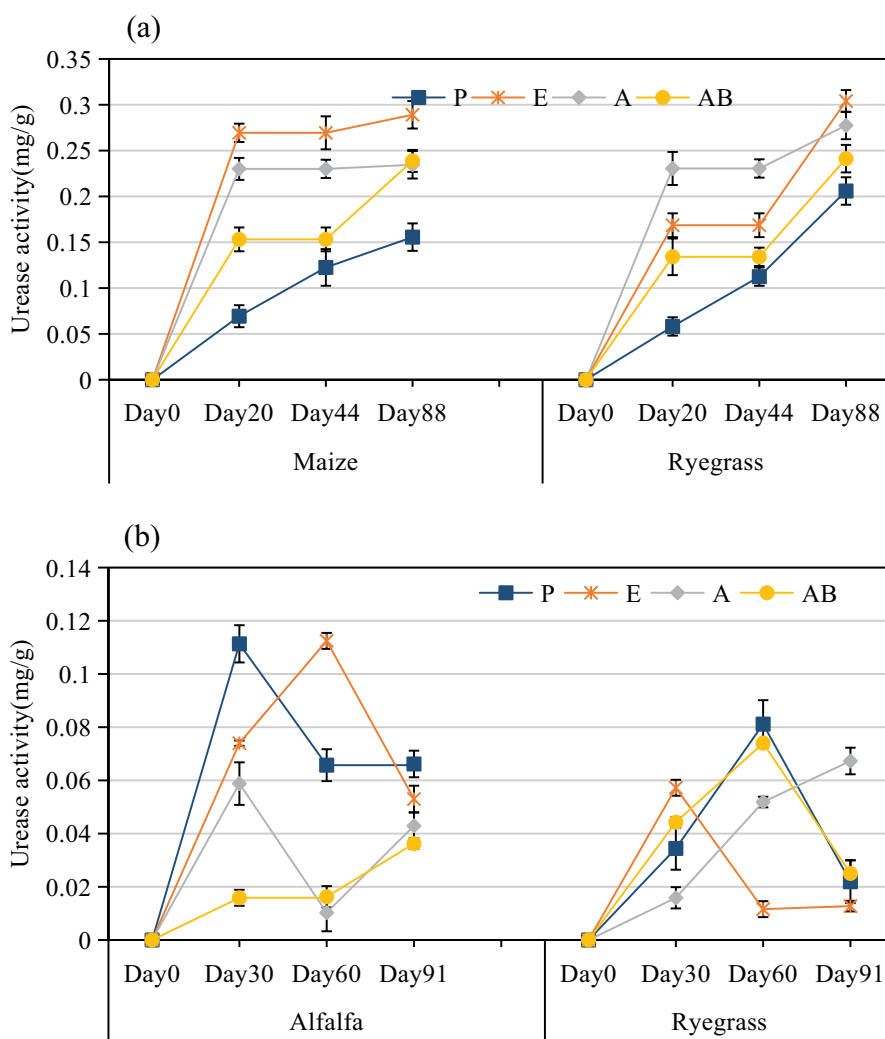 (a)
0.35
0.3
0.25
0.2
0.15
0.1
0.05
0
Urease activity(mg/g)
P E A AB
Day0 Day20 Day44 Day88 Day0 Day20 Day44 Day88
Maize Ryegrass
(b)
0.14
0.12
0.1
0.08
0.06
0.04
0.02
0
Urease activity(mg/g)
P E A AB
Day0 Day30 Day60 Day91 Day0 Day30 Day60 Day91
Alfalfa Ryegrass